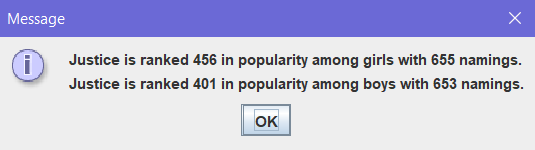 Message
Justice is ranked 456 in popularity among girls with 655 namings.
Justice is ranked 401 in popularity among boys with 653 namings.
OK